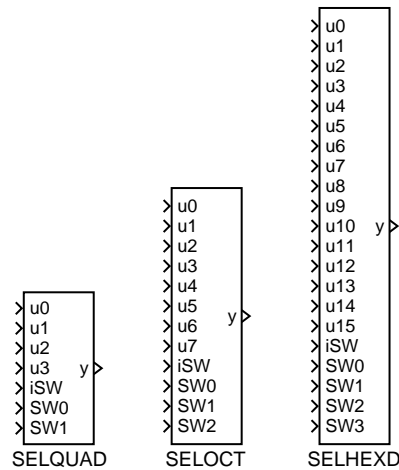 u0
u1
u2
u3
iSW
SW0
SW1
y
SELQUAD
u0
u1
u2
u3
u4
u5
u6
u7
iSW
SW0
SW1
SW2
y
SELOCT
u0
u1
u2
u3
u4
u5
u6
u7
u8
u9
u10
u11
u12
u13
u14
u15
iSW
SW0
SW1
SW2
SW3
y
SELHEXD